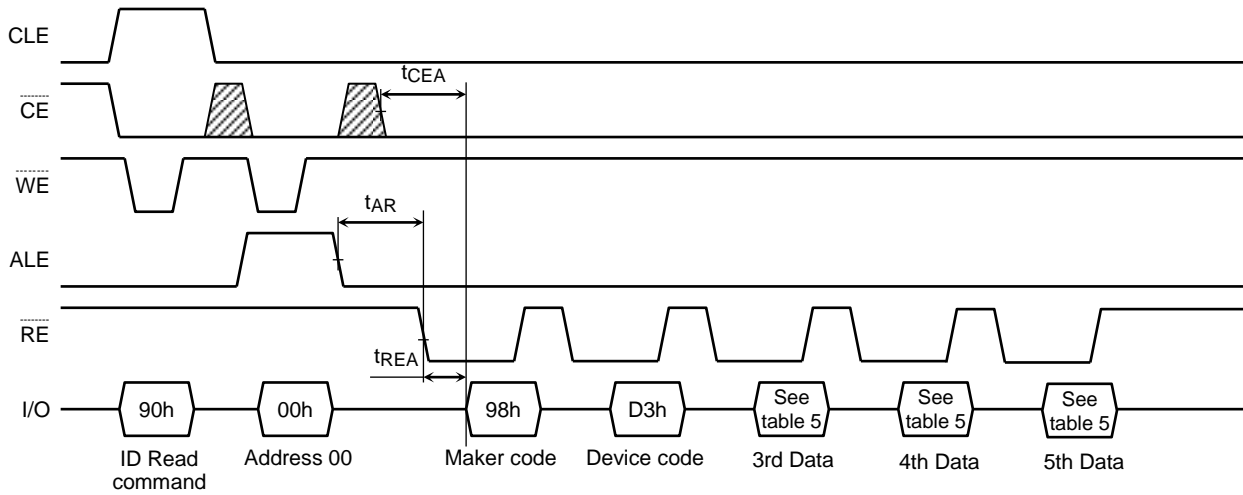 CLE
tCEA
CE
WE
tAR
ALE
RE
tREA
I/O
90h
00h
98h
D3h
See
table 5
See
table 5
See
table 5
ID Read
command
Address 00
Maker code
Device code
3rd Data
4th Data
5th Data